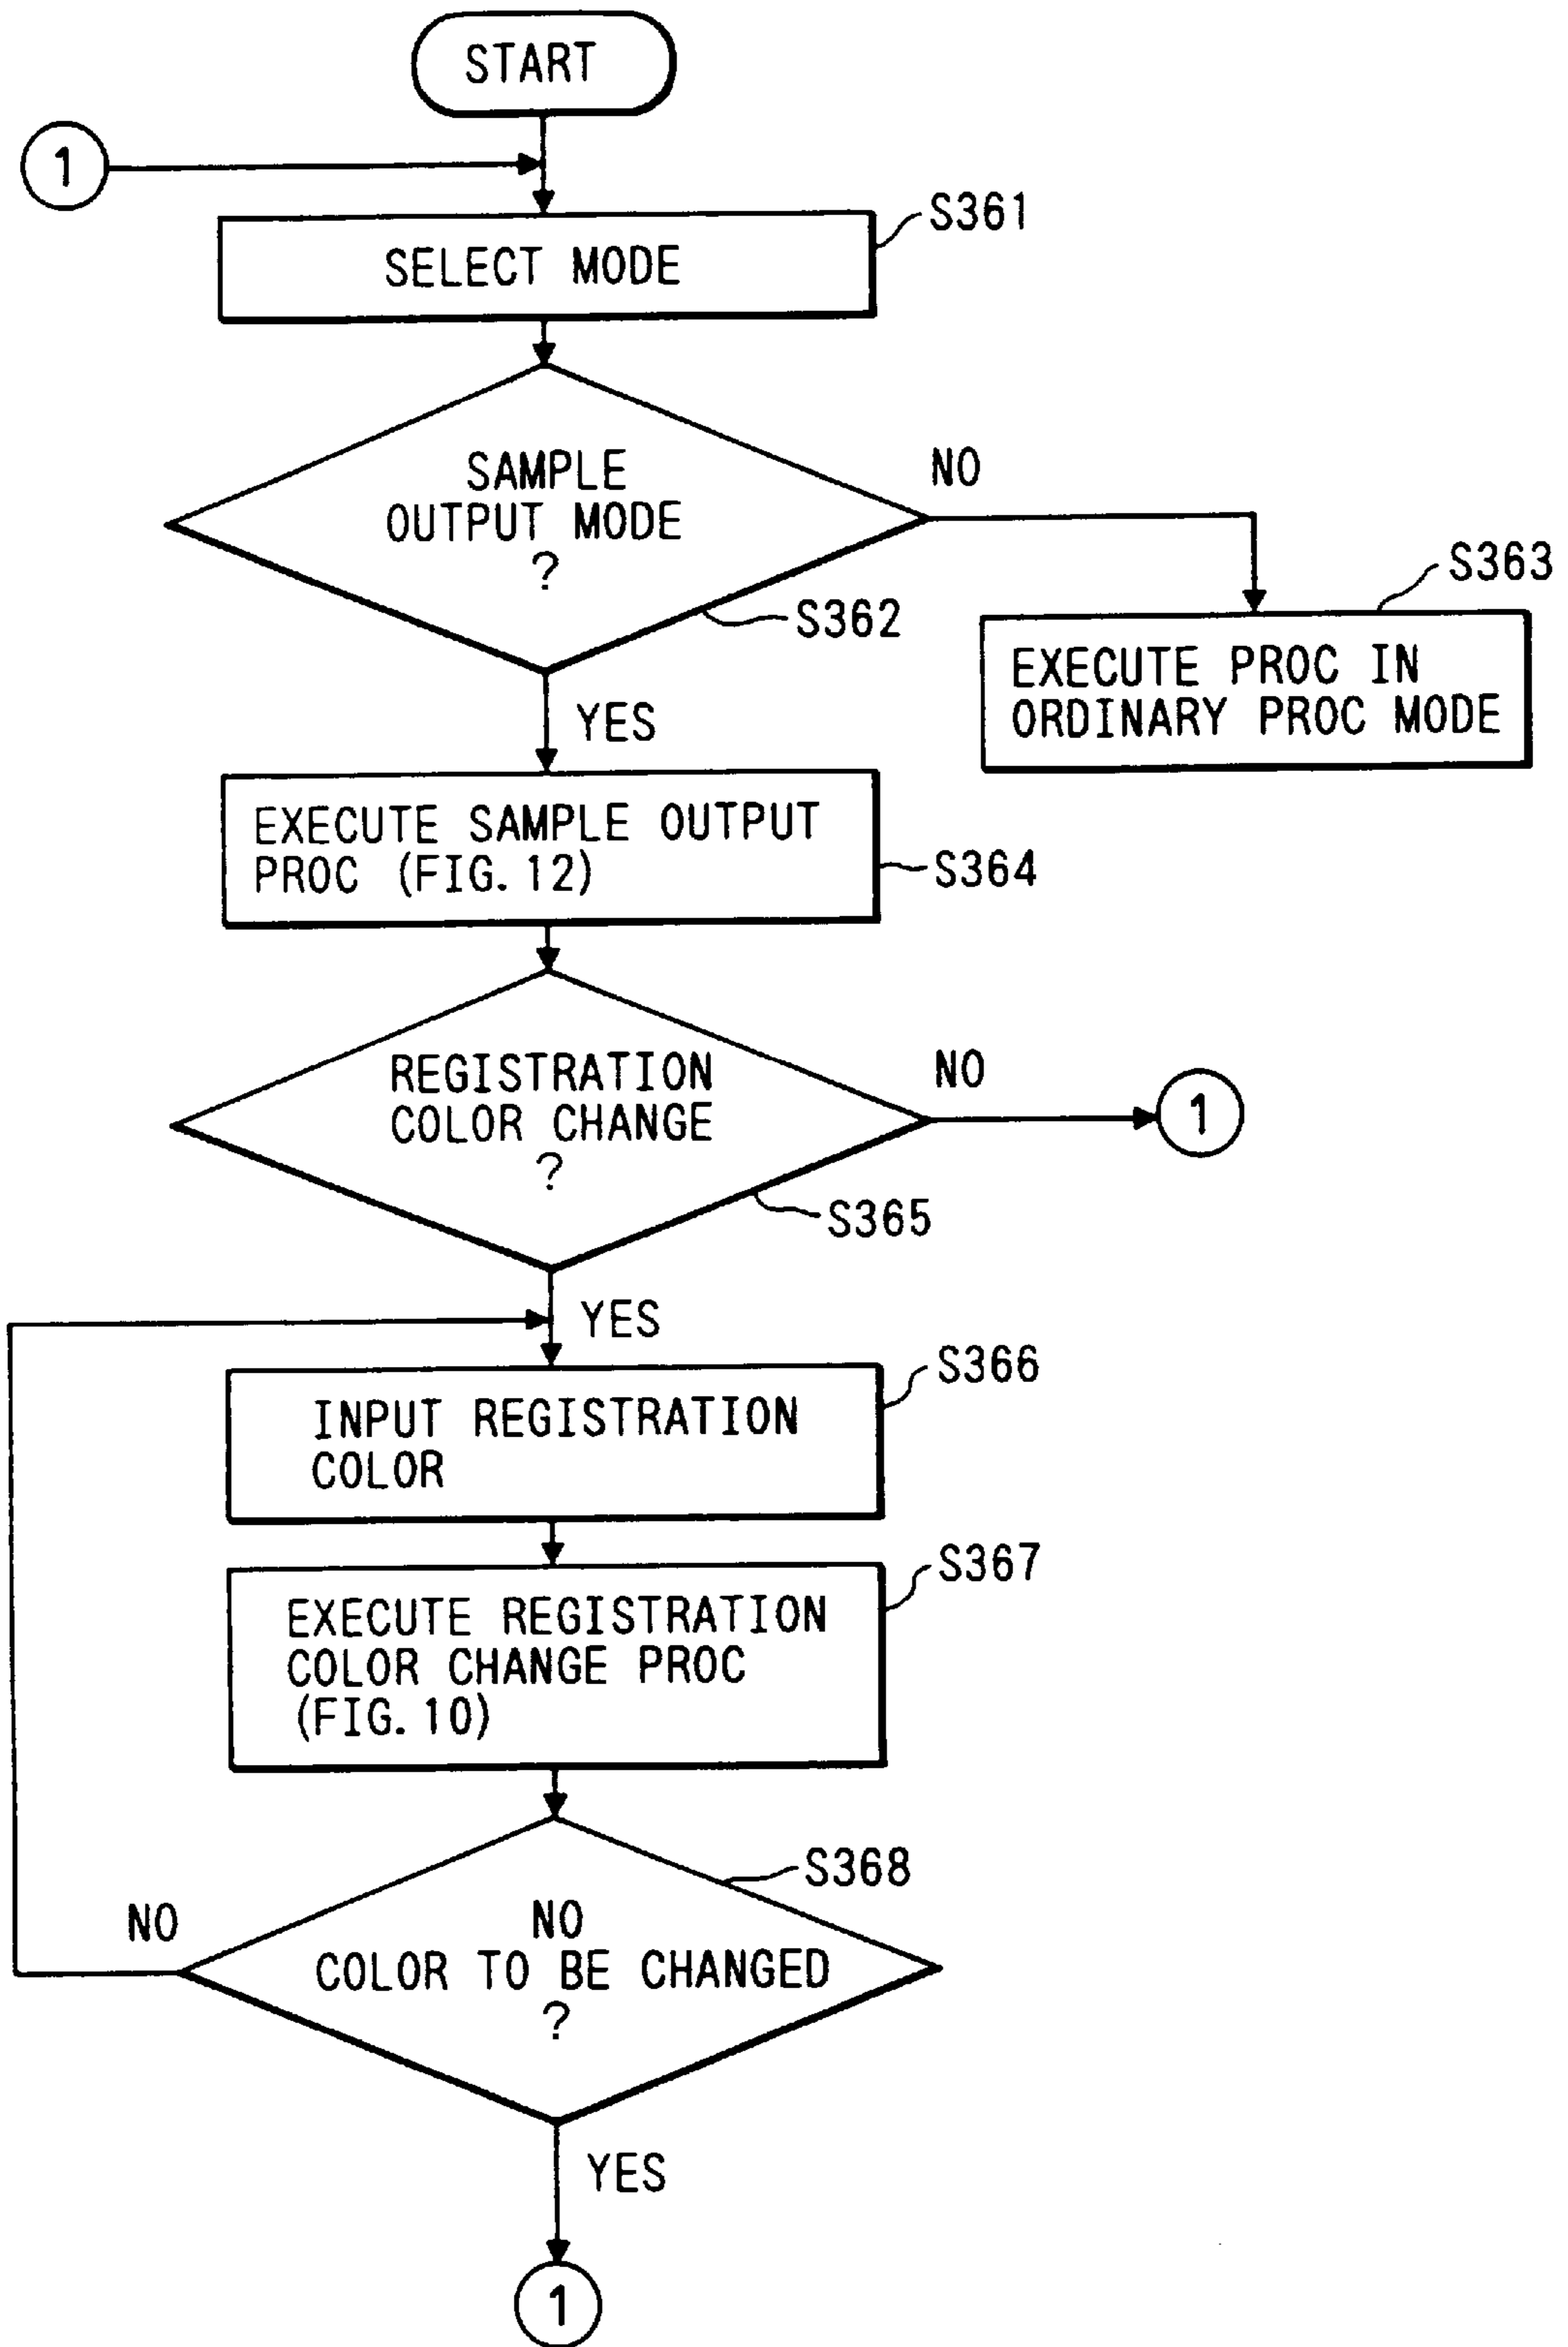 START
1
S361
SELECT MODE
SAMPLE
OUTPUT MODE
?
NO
S362
S363
EXECUTE PROC IN
ORDINARY PROC MODE
YES
EXECUTE SAMPLE OUTPUT
PROC (FIG. 12)
S364
REGISTRATION
COLOR CHANGE
?
NO
1
S365
YES
S366
INPUT REGISTRATION
COLOR
S367
EXECUTE REGISTRATION
COLOR CHANGE PROC
(FIG. 10)
S368
NO
NO
COLOR TO BE CHANGED
?
YES
1